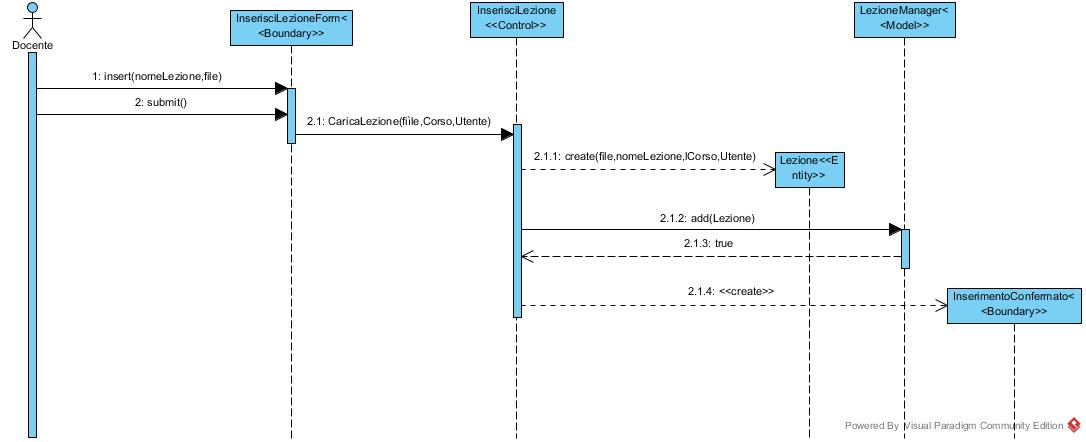 InserisciLezioneForm<
<Boundary>>
InserisciLezione
<<Control>>
LezioneManager<
<Model>>
Docente
1: insert(nomeLezione,file)
2: submit()
2.1: CaricaLezione(fiìle,Corso,Utente)
2.1.1: create(file,nomeLezione,ICorso,Utente)
Lezione<<E
ntity>>
2.1.2: add(Lezione)
2.1.3: true
2.1.4: <<create>>
InserimentoConfermato<
<Boundary>>
Powered By Visual Paradigm Community Edition